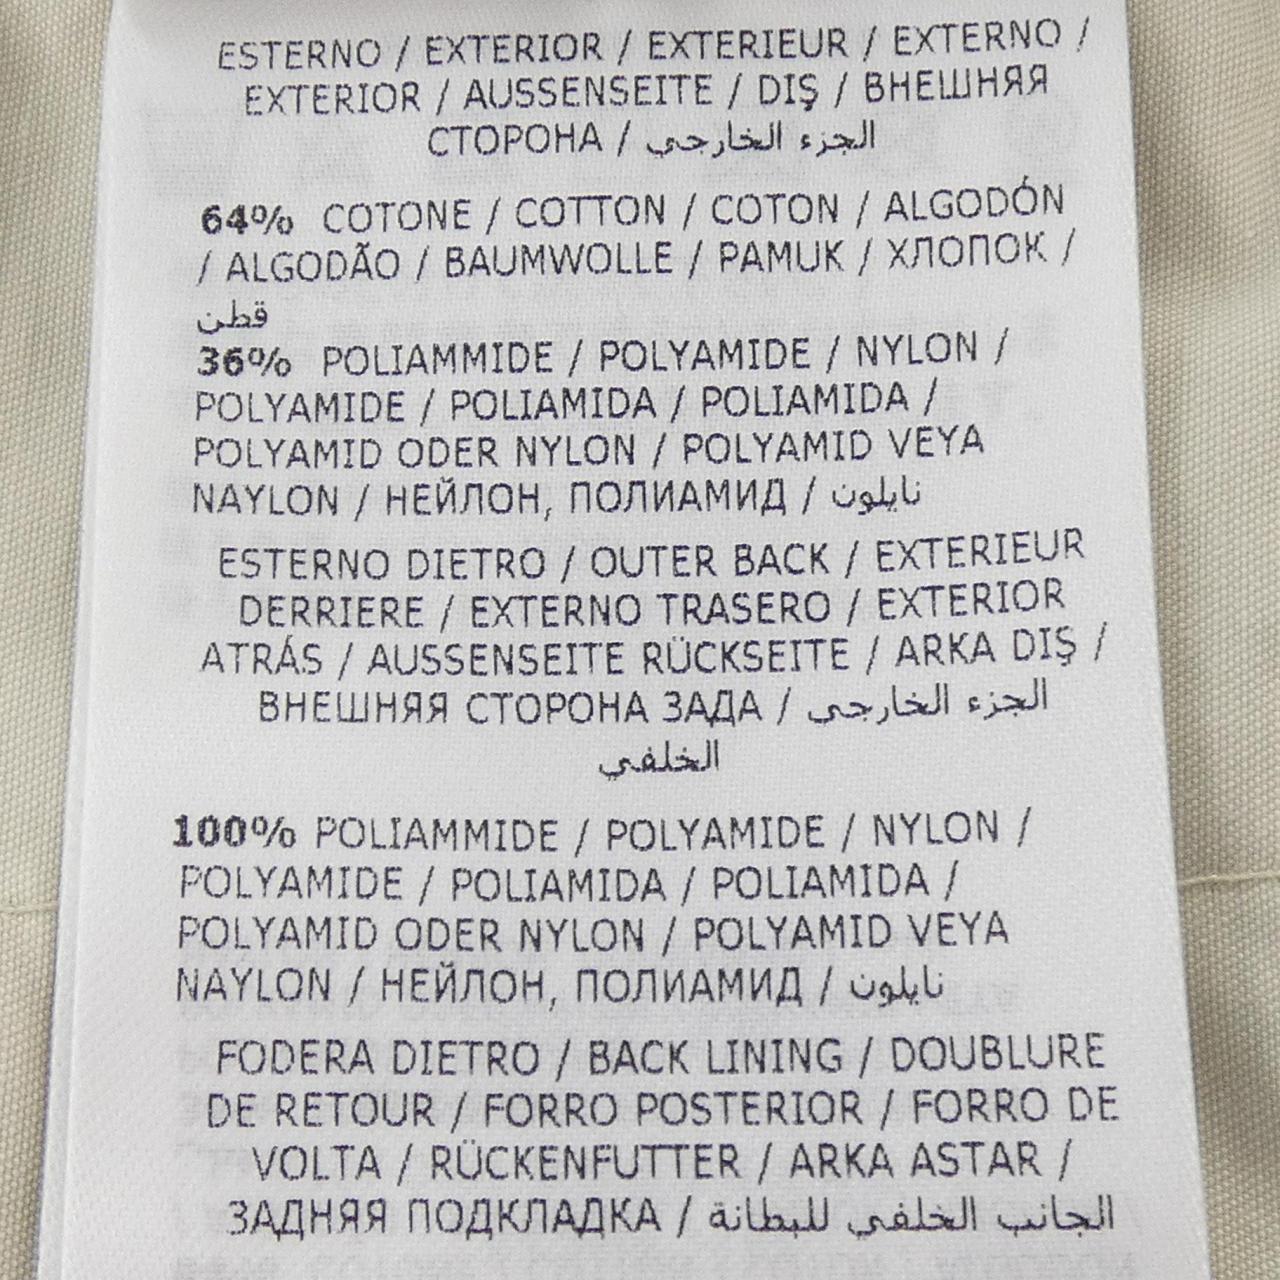 ESTERNO / EXTERIOR / EXTERIEUR / EXTERNO /
EXTERIOR / AUSSENSEITE / DIŞ / ВНЕШНЯЯ
СТОРОНА / الجزء الخارجي
64% COTONE / COTTON / COTON / ALGODÓN
/ ALGODÃO / BAUMWOLLE / PAMUK / ХЛОПОК /
قطن
36% POLIAMMIDE / POLYAMIDE / NYLON /
POLYAMIDE / POLIAMIDA / POLIAMIDA /
POLYAMID ODER NYLON / POLYAMID VEYA
NAYLON / НЕЙЛОН, ПОЛИАМИД / نايلون
ESTERNO DIETRO / OUTER BACK / EXTERIEUR
DERRIERE / EXTERNO TRASERO / EXTERIOR
ATRÁS / AUSSENSEITE RÜCKSEITE / ARKA DIŞ /
ВНЕШНЯЯ СТОРОНА ЗАДА / الجزء الخارجي
الخلفي
100% POLIAMMIDE / POLYAMIDE / NYLON /
POLYAMIDE / POLIAMIDA / POLIAMIDA /
POLYAMID ODER NYLON / POLYAMID VEYA
NAYLON / НЕЙЛОН, ПОЛИАМИД / نايلون
FODERA DIETRO / BACK LINING / DOUBLURE
DE RETOUR / FORRO POSTERIOR / FORRO DE
VOLTA / RÜCKENFUTTER / ARKA ASTAR /
ЗАДНЯЯ ПОДКЛАДКА / الجانب الخلفي للبطانة